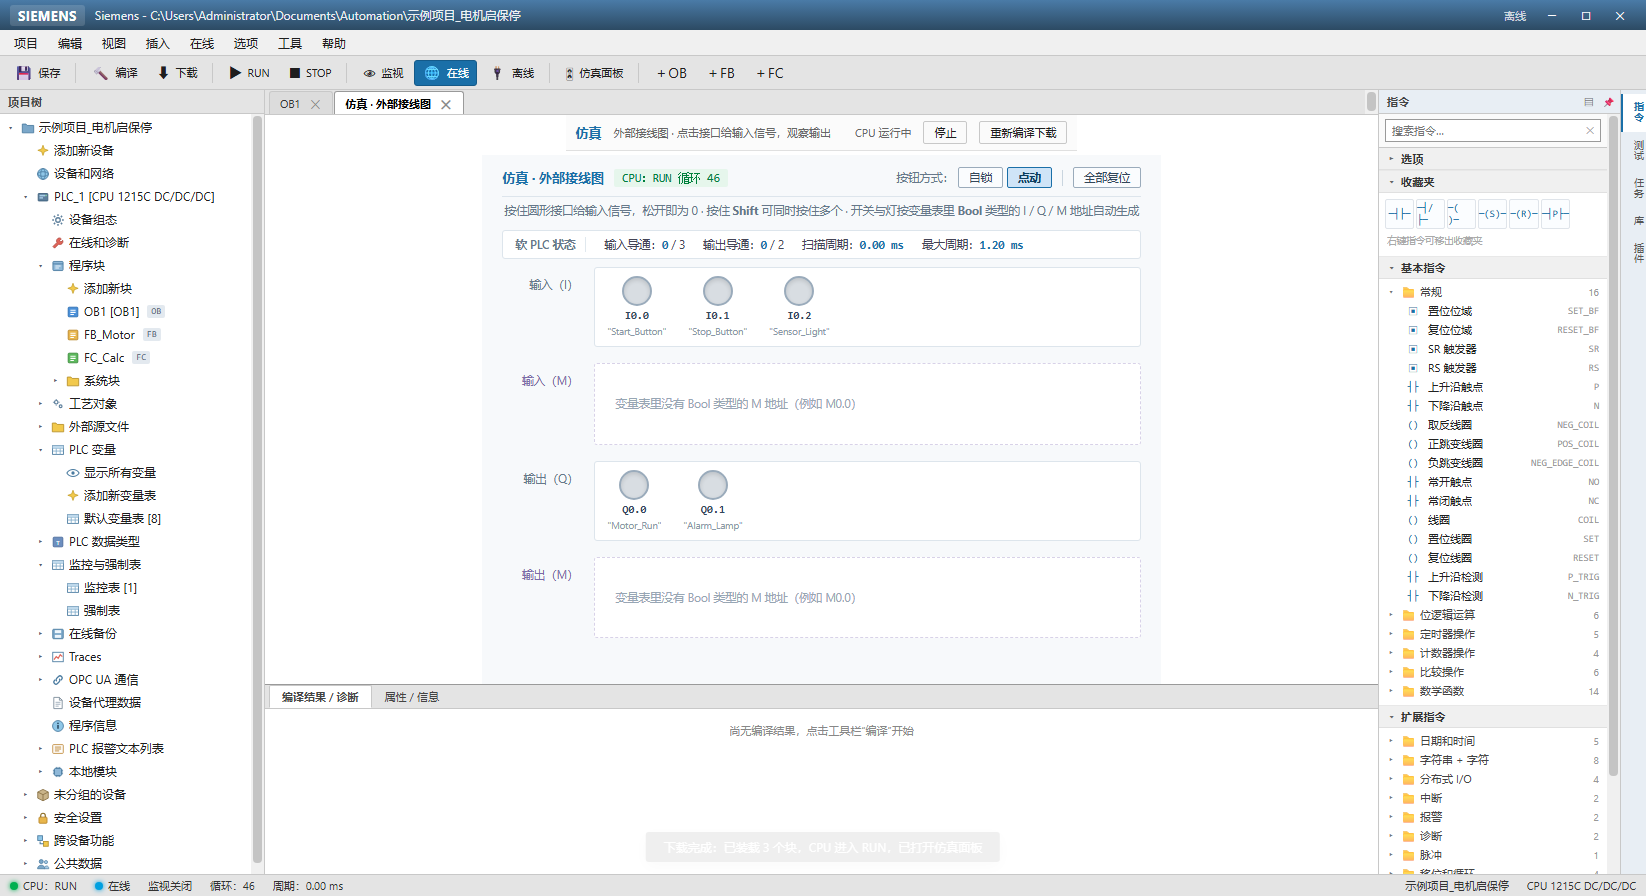 SIEMENS Siemens - C:\Users\Administrator\Documents\Automation\示例项目_电机启保停 离线
项目 编辑 视图 插入 在线 选项 工具 帮助
保存 编译 下载 RUN STOP 监视 在线 离线 仿真面板 +OB +FB +FC
项目树
示例项目_电机启保停
添加新设备
设备和网络
PLC_1 [CPU 1215C DC/DC/DC]
设备组态
在线和诊断
程序块
添加新块
OB1 [OB1] OB
FB_Motor FB
FC_Calc FC
系统块
工艺对象
外部源文件
PLC 变量
显示所有变量
添加新变量表
默认变量表 [8]
PLC 数据类型
监控与强制表
监控表 [1]
强制表
在线备份
Traces
OPC UA 通信
设备代理数据
程序信息
PLC 报警文本列表
本地模块
未分组的设备
安全设置
跨设备功能
公共数据
OB1
仿真 · 外部接线图
仿真 外部接线图 · 点击接口给输入信号，观察输出 CPU 运行中 停止 重新编译下载
仿真 · 外部接线图 CPU: RUN 循环 46 按钮方式: 自锁 点动 全部复位
按住圆形接口给输入信号，松开即为 0 · 按住 Shift 可同时按住多个 · 开关与灯按变量表里 Bool 类型的 I / Q / M 地址自动生成
软 PLC 状态 输入导通: 0 / 3 输出导通: 0 / 2 扫描周期: 0.00 ms 最大周期: 1.20 ms
输入 (I)
I0.0 I0.1 I0.2
"Start_Button" "Stop_Button" "Sensor_Light"
输入 (M)
变量表里没有 Bool 类型的 M 地址（例如 M0.0）
输出 (Q)
Q0.0 Q0.1
"Motor_Run" "Alarm_Lamp"
输出 (M)
变量表里没有 Bool 类型的 M 地址（例如 M0.0）
编译结果 / 诊断 属性 / 信息
尚无编译结果，点击工具栏"编译"开始
下载完成：已装载 3 个块，CPU 进入 RUN，已打开仿真面板
指令
搜索指令...
选项
收藏夹
─┤├─ ─┤/├─ ─( )─ ─(S)─ ─(R)─ ─┤P├─
右键指令可移出收藏夹
基本指令
常规 16
置位位域 SET_BF
复位位域 RESET_BF
SR 触发器 SR
RS 触发器 RS
上升沿触点 P
下降沿触点 N
取反线圈 NEG_COIL
正跳变线圈 POS_COIL
负跳变线圈 NEG_EDGE_COIL
常开触点 NO
常闭触点 NC
线圈 COIL
置位线圈 SET
复位线圈 RESET
上升沿检测 P_TRIG
下降沿检测 N_TRIG
位逻辑运算 6
定时器操作 5
计数器操作 4
比较操作 6
数学函数 14
扩展指令
日期和时间 5
字符串 + 字符 8
分布式 I/O 4
中断 2
报警 2
诊断 2
脉冲 1
指令
测试
任务
库
插件
CPU: RUN 在线 监视关闭 循环: 46 周期: 0.00 ms 示例项目_电机启保停 CPU 1215C DC/DC/DC